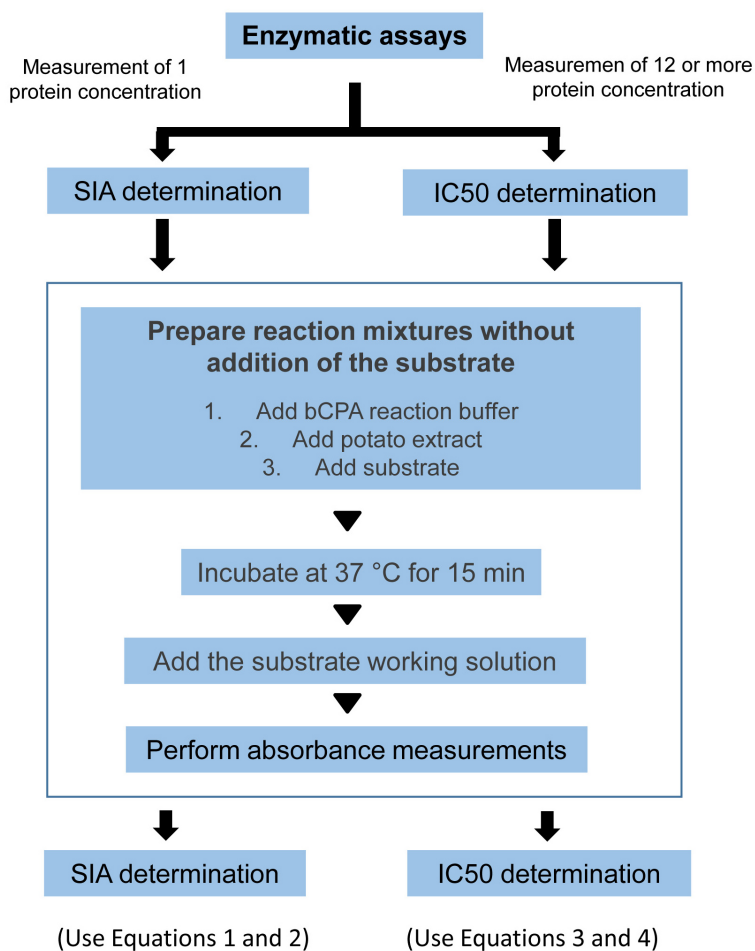 Enzymatic assays
Measurement of 1
protein concentration
Measuremen of 12 or more
protein concentration
SIA determination
IC50 determination
Prepare reaction mixtures without
addition of the substrate
1. Add bCPA reaction buffer
2. Add potato extract
3. Add substrate
Incubate at 37 °C for 15 min
Add the substrate working solution
Perform absorbance measurements
SIA determination
IC50 determination
(Use Equations 1 and 2)
(Use Equations 3 and 4)